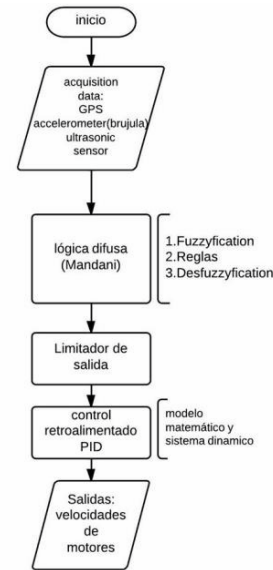 inicio
acquisition
data:
GPS
accelerometer(brujula)
ultrasonic
sensor
lógica difusa
(Mandani)
1.Fuzzyfication
2.Reglas
3.Desfuzzyfication
Limitador de
salida
control
retroalimentado
PID
modelo
matemático y
sistema dinamico
Salidas:
velocidades
de
motores